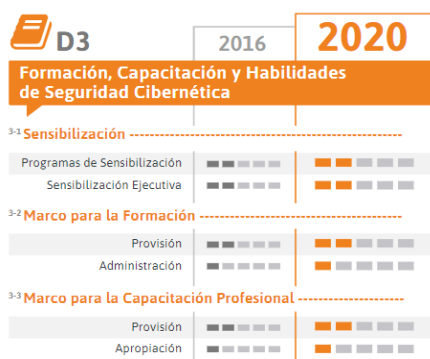 D3
2016
2020
Formación, Capacitación y Habilidades
de Seguridad Cibernética
3-1 Sensibilización
Programas de Sensibilización
Sensibilización Ejecutiva
3-2 Marco para la Formación
Provisión
Administración
3-3 Marco para la Capacitación Profesional
Provisión
Apropiación